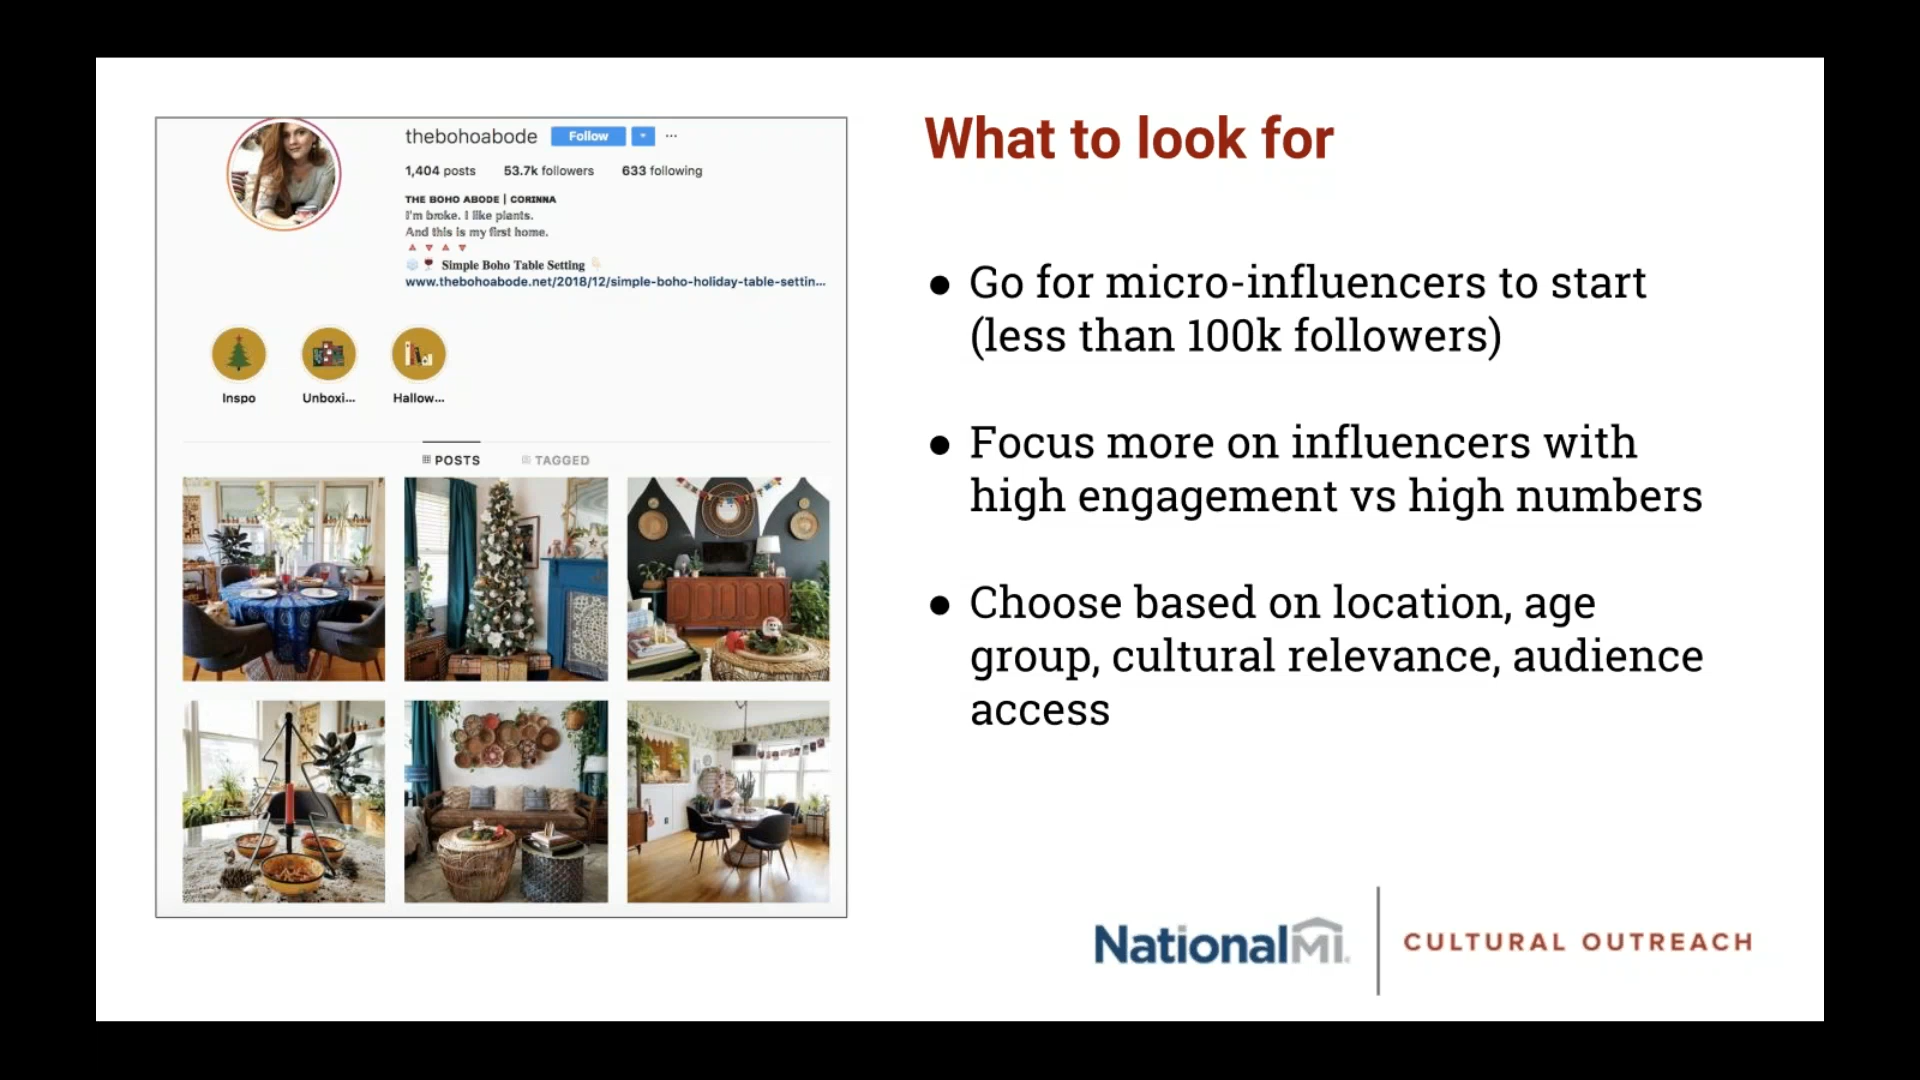 thebohoabode Follow ...
1,404 posts 53.7k followers 633 following
THE BOHO ABODE | CORINNA
I'm broke. I like plants.
And this is my first home.
Simple Boho Table Setting
www.thebohoabode.net/2018/12/simple-boho-holiday-table-settin...
Inspo Unboxi... Hallow...
POSTS TAGGED
What to look for
● Go for micro-influencers to start
(less than 100k followers)
● Focus more on influencers with
high engagement vs high numbers
● Choose based on location, age
group, cultural relevance, audience
access
NationalMI. CULTURAL OUTREACH